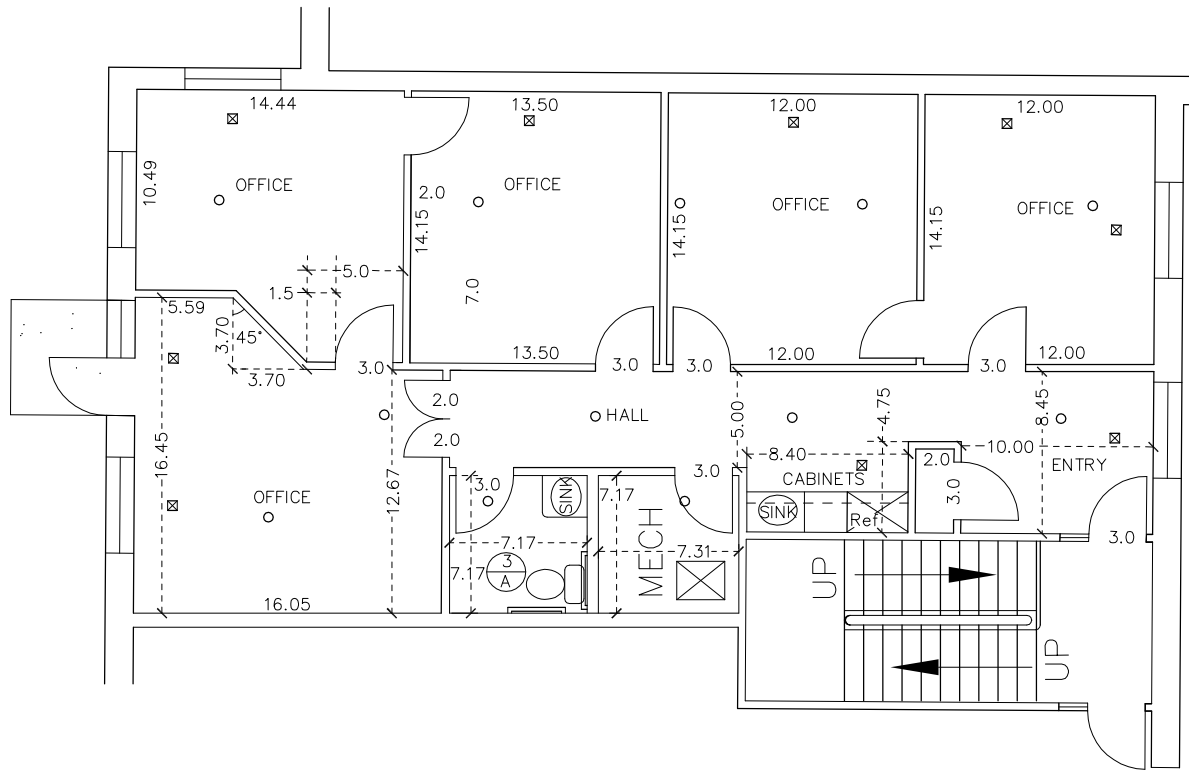 14.44
13.50
12.00
12.00
10.49
OFFICE
2.0
OFFICE
14.15
OFFICE
14.15
OFFICE
14.15
5.0
1.5
7.0
5.59
3.70
45°
3.70
3.0
13.50
3.0
3.0
12.00
3.0
12.00
2.0
2.0
HALL
5.00
4.75
8.45
16.45
12.67
OFFICE
16.05
3.0
SINK
7.17
3.0
8.40
CABINETS
2.0
10.00
ENTRY
3.0
SINK
Ref
3.0
7.17
7.17
3
A
MECH
7.31
UP
UP